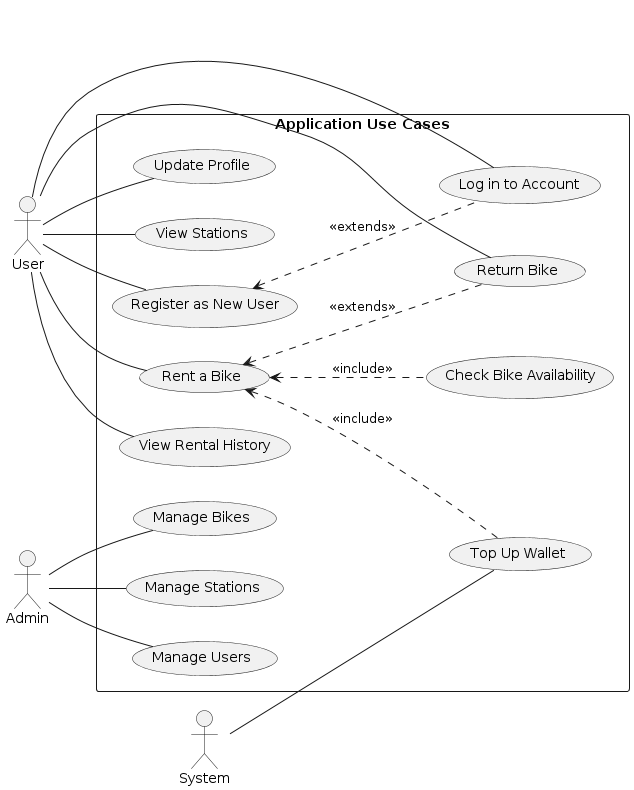 Application Use Cases
Update Profile
Log in to Account
View Stations
«extends»
User
Return Bike
Register as New User
«extends»
Rent a Bike
«include»
Check Bike Availability
«include»
View Rental History
Manage Bikes
Top Up Wallet
Manage Stations
Admin
Manage Users
System